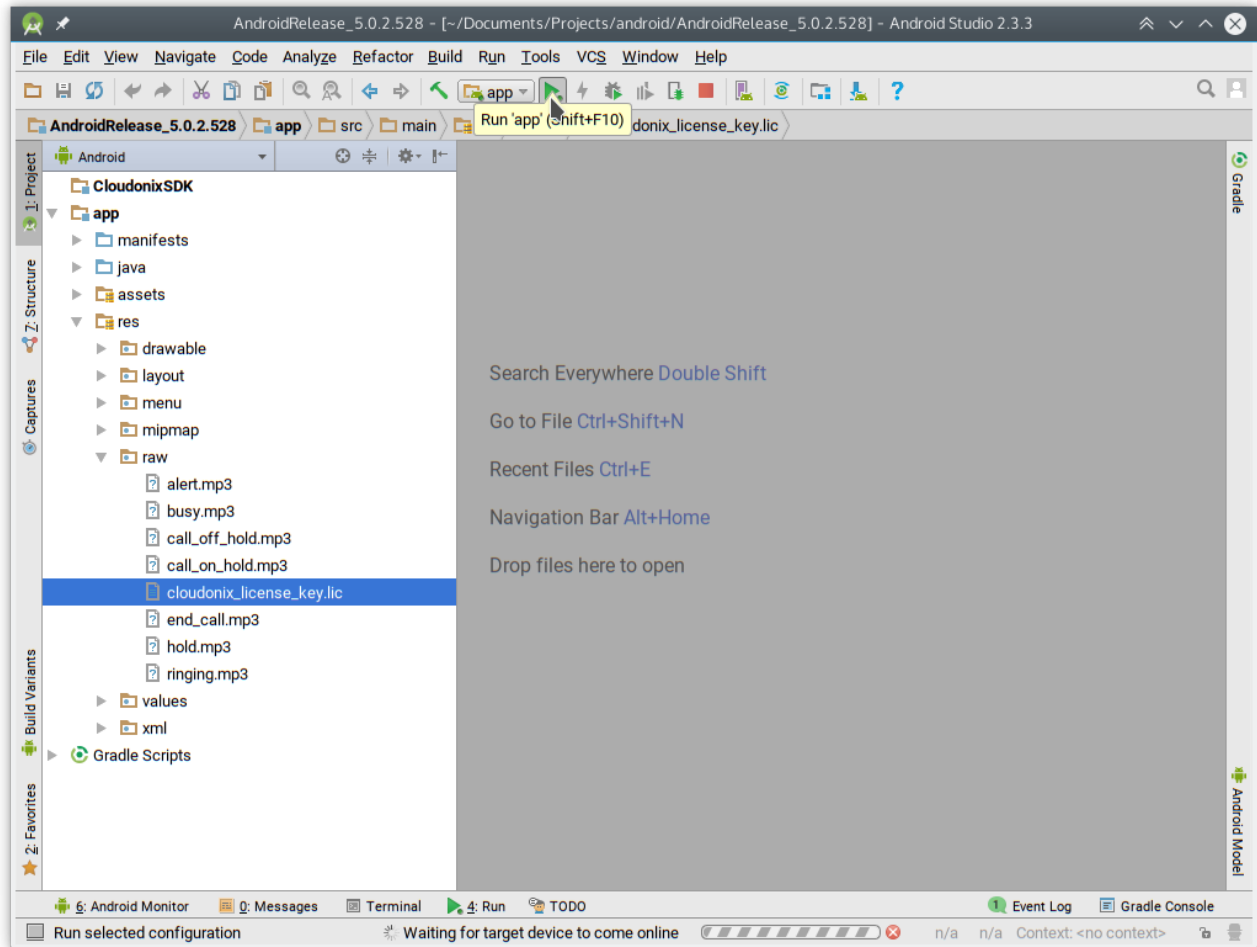 AndroidRelease_5.0.2.528 - [~/Documents/Projects/android/AndroidRelease_5.0.2.528] - Android Studio 2.3.3
File Edit View Navigate Code Analyze Refactor Build Run Tools VCS Window Help
app
Run 'app' (Shift+F10)
AndroidRelease_5.0.2.528 app src main donix_license_key.lic
1: Project
7: Structure
Captures
Build Variants
2: Favorites
Android
CloudonixSDK
app
manifests
java
assets
res
drawable
layout
menu
mipmap
raw
alert.mp3
busy.mp3
call_off_hold.mp3
call_on_hold.mp3
cloudonix_license_key.lic
end_call.mp3
hold.mp3
ringing.mp3
values
xml
Gradle Scripts
Search Everywhere Double Shift
Go to File Ctrl+Shift+N
Recent Files Ctrl+E
Navigation Bar Alt+Home
Drop files here to open
Gradle
Android Model
6: Android Monitor 0: Messages Terminal 4: Run TODO 1 Event Log Gradle Console
Run selected configuration Waiting for target device to come online n/a n/a Context: <no context>